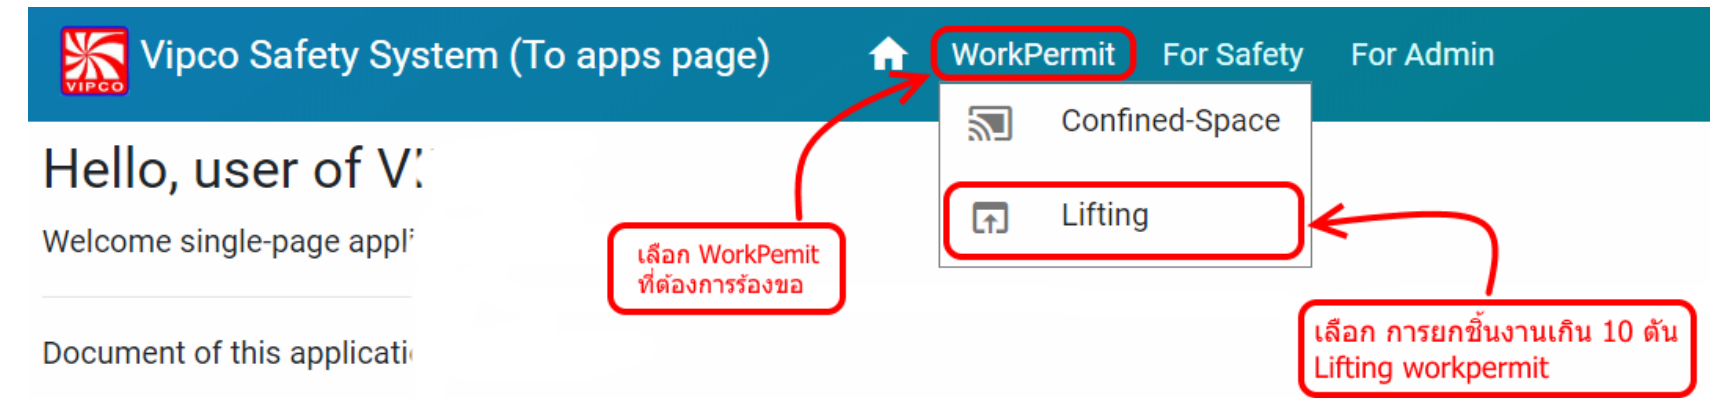 VIPCO
Vipco Safety System (To apps page)
WorkPermit
For Safety
For Admin
Confined-Space
Lifting
Hello, user of
Welcome single-page
Document of this
เลือก WorkPemit
ที่ต้องการร้องขอ
เลือก การยกชิ้นงานเกิน 10 ตัน
Lifting workpermit